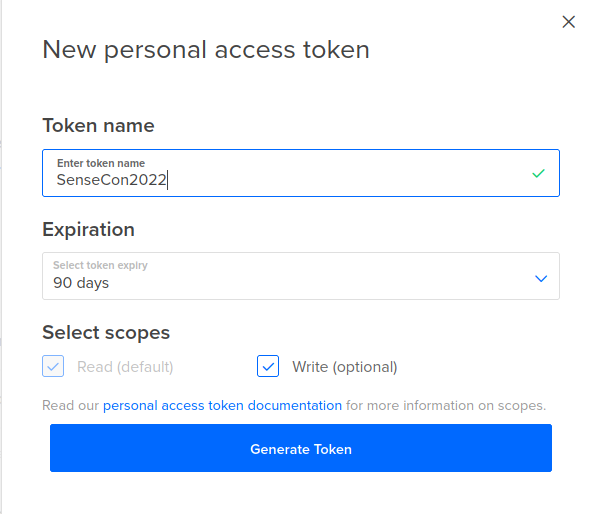 New personal access token
Token name
Enter token name
SenseCon2022
Expiration
Select token expiry
90 days
Select scopes
Read (default) Write (optional)
Read our personal access token documentation for more information on scopes.
Generate Token